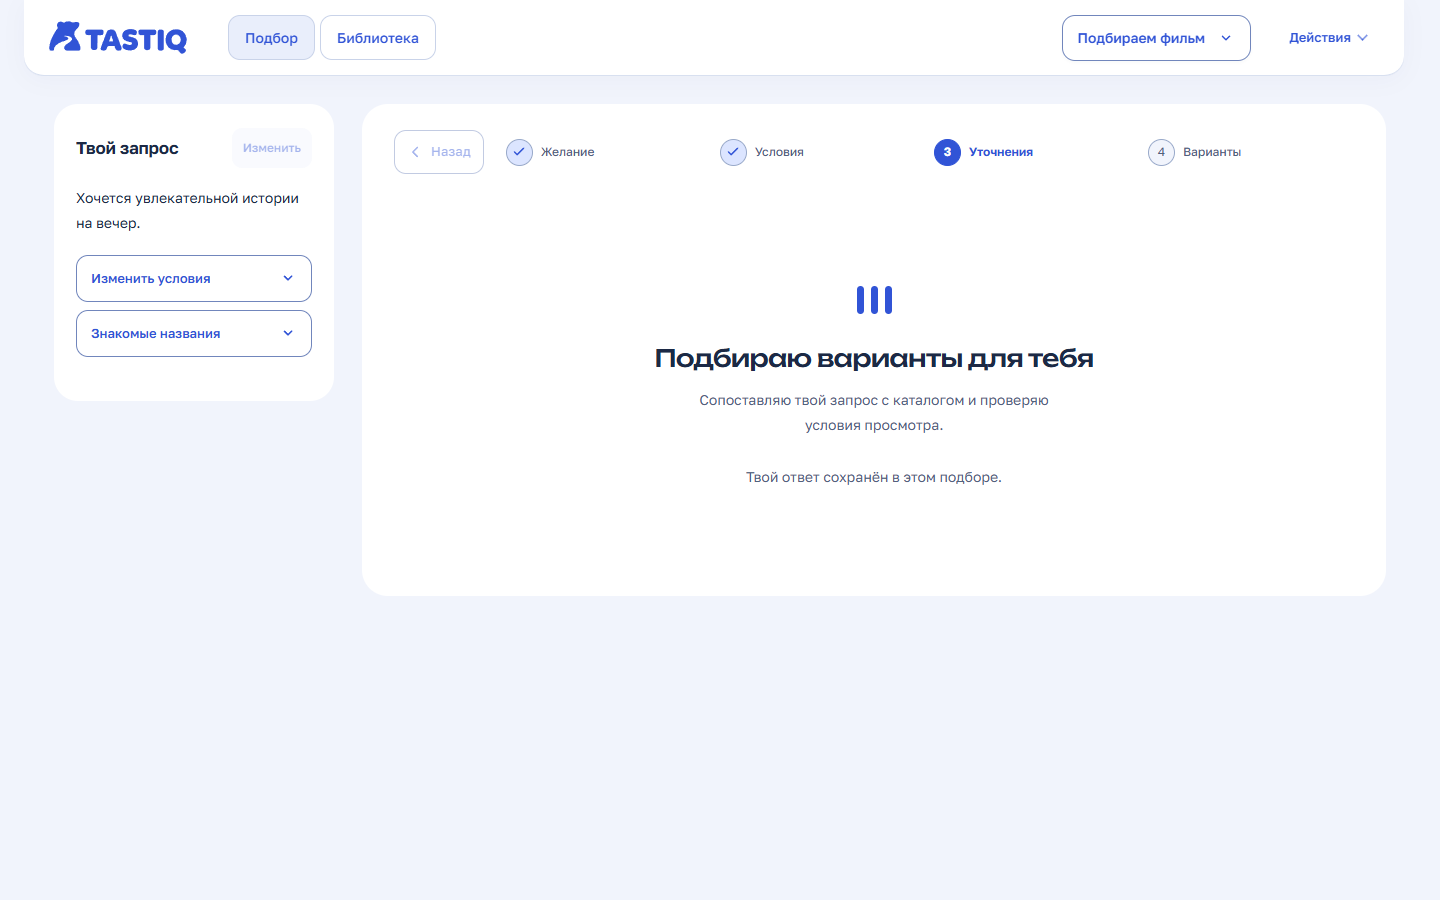 TASTIQ
Подбор
Библиотека
Подбираем фильм
Действия
Твой запрос
Изменить
Хочется увлекательной истории
на вечер.
Изменить условия
Знакомые названия
Назад
Желание
Условия
3
Уточнения
4
Варианты
Подбираю варианты для тебя
Сопоставляю твой запрос с каталогом и проверяю
условия просмотра.
Твой ответ сохранён в этом подборе.